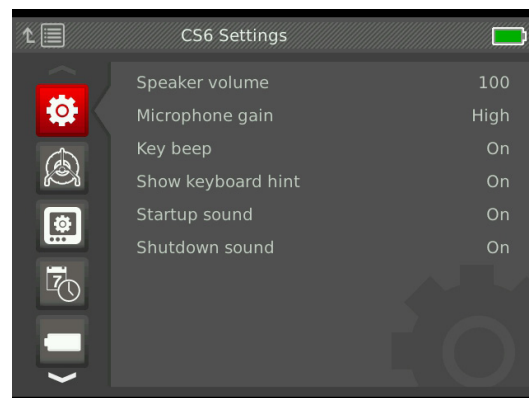 CS6 Settings
Speaker volume 100
Microphone gain High
Key beep On
Show keyboard hint On
Startup sound On
Shutdown sound On
7